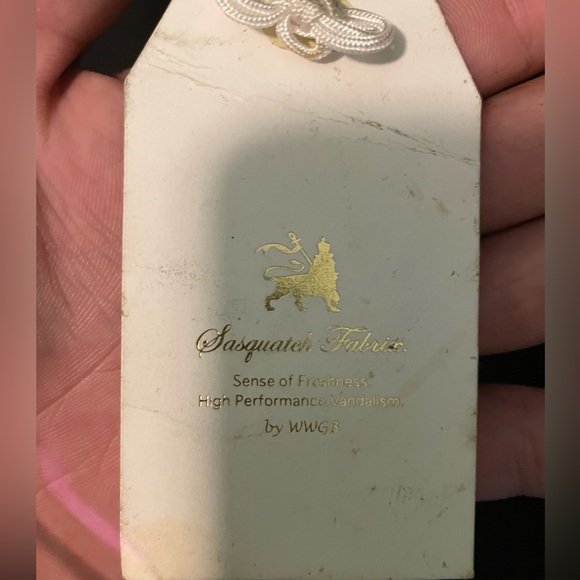 Sasquatch Fabrix.
Sense of Freshness.
High Performance Vandalism.
by WWGB